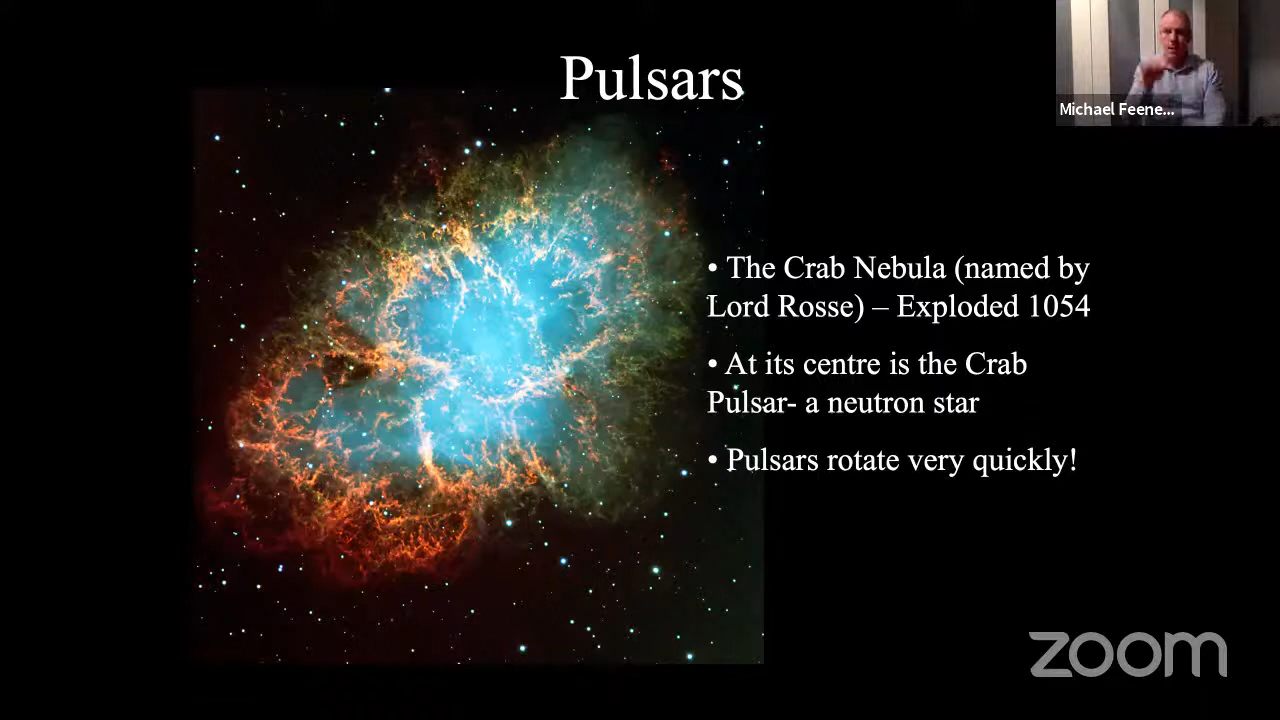 Pulsars
Michael Feene...
• The Crab Nebula (named by
Lord Rosse) – Exploded 1054
• At its centre is the Crab
Pulsar- a neutron star
• Pulsars rotate very quickly!
zoom